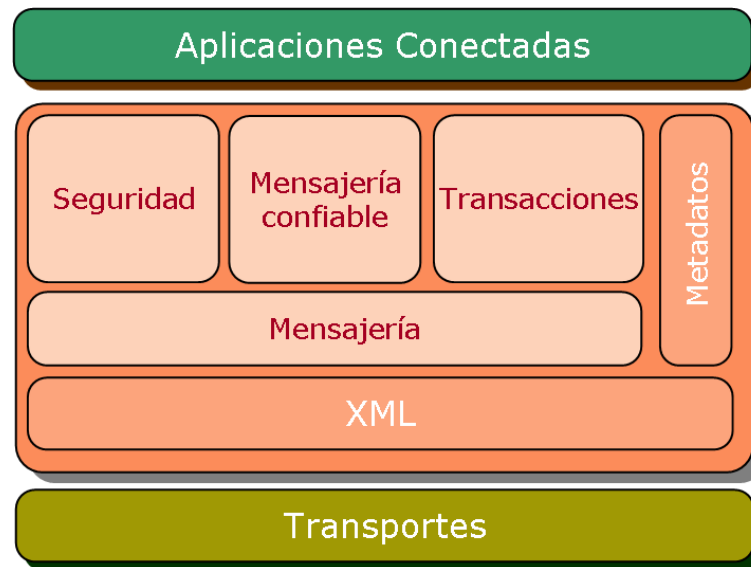 Aplicaciones Conectadas
Seguridad
Mensajería
confiable
Transacciones
Metadatos
Mensajería
XML
Transportes